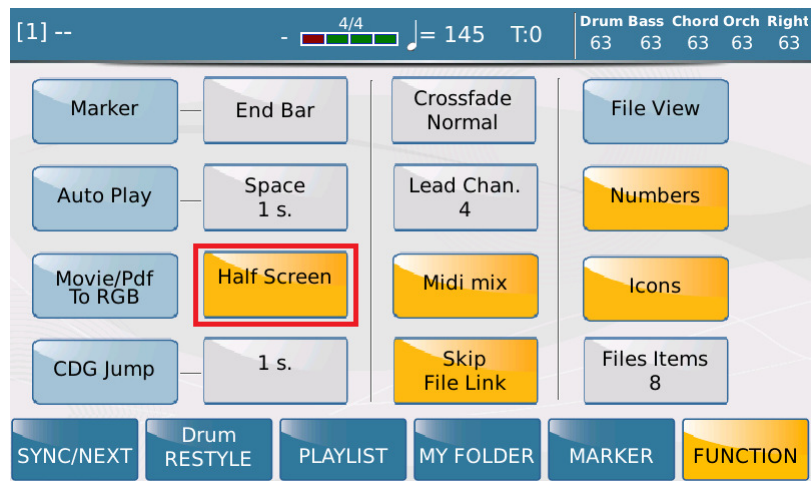 [1] --
- 4/4 = 145 T:0
Drum Bass Chord Orch Right
63 63 63 63 63
Marker
End Bar
Crossfade
Normal
File View
Auto Play
Space
1 s.
Lead Chan.
4
Numbers
Movie/Pdf
To RGB
Half Screen
Midi mix
Icons
CDG Jump
1 s.
Skip
File Link
Files Items
8
SYNC/NEXT
Drum
RESTYLE
PLAYLIST
MY FOLDER
MARKER
FUNCTION